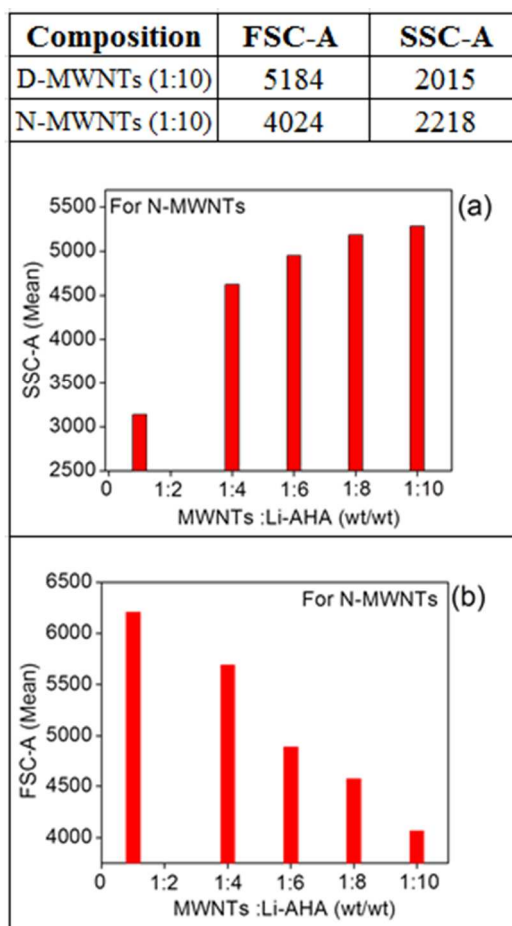 Composition FSC-A SSC-A
D-MWNTs (1:10) 5184 2015
N-MWNTs (1:10) 4024 2218
For N-MWNTs (a)
SSC-A (Mean)
5500
5000
4500
4000
3500
3000
2500
0 1:2 1:4 1:6 1:8 1:10
MWNTs :Li-AHA (wt/wt)
For N-MWNTs (b)
FSC-A (Mean)
6500
6000
5500
5000
4500
4000
0 1:2 1:4 1:6 1:8 1:10
MWNTs :Li-AHA (wt/wt)